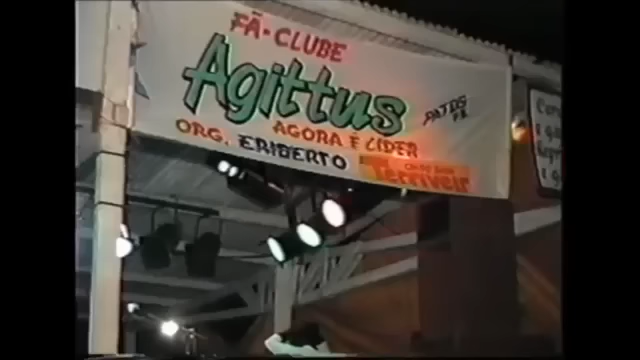 FÃ-CLUBE
Agittus
PATOS PB
AGORA É LÍDER
ORG. ERIBERTO